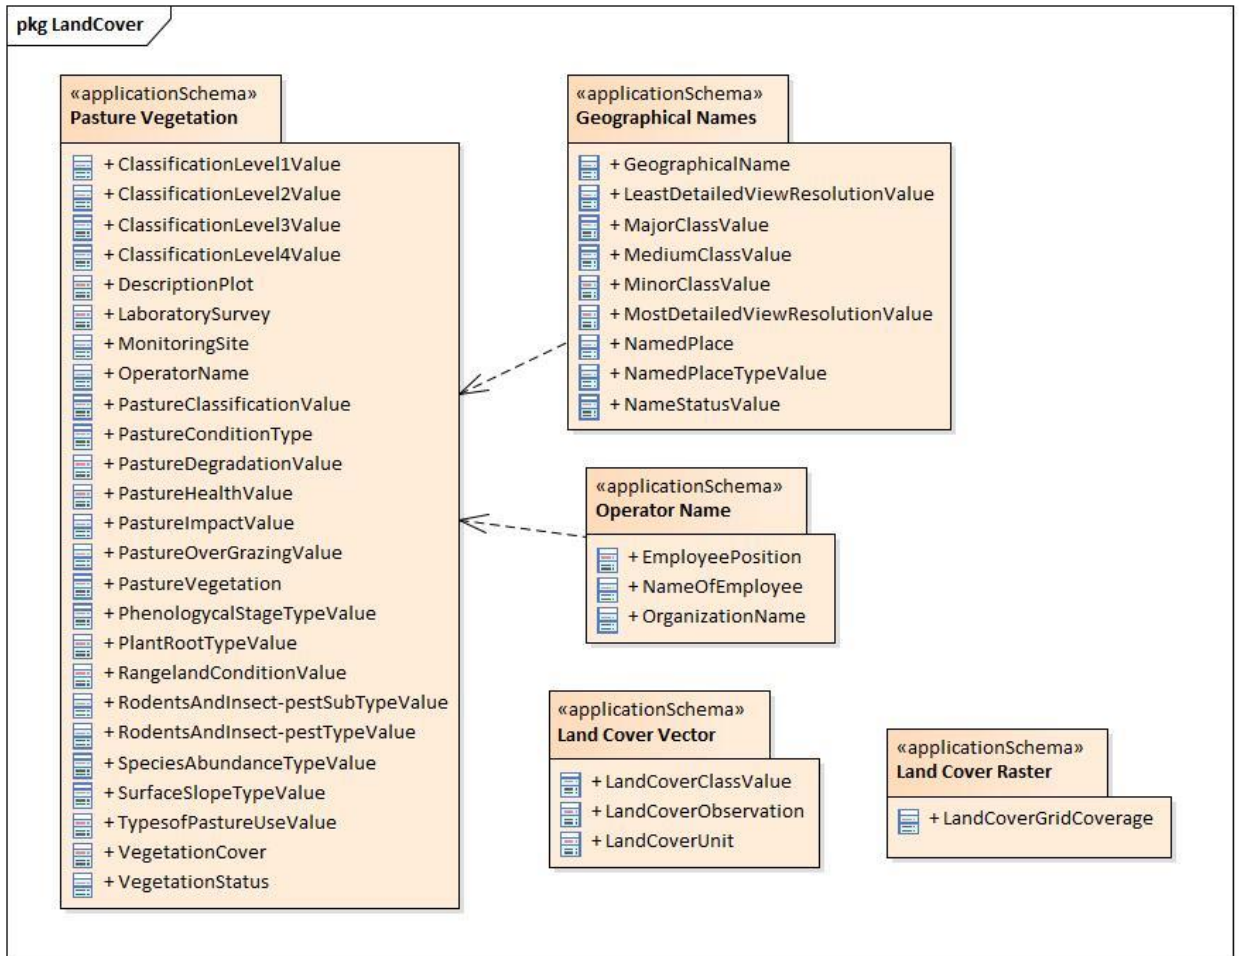 pkg LandCover
«applicationSchema»
Pasture Vegetation
+ ClassificationLevel1Value
+ ClassificationLevel2Value
+ ClassificationLevel3Value
+ ClassificationLevel4Value
+ DescriptionPlot
+ LaboratorySurvey
+ MonitoringSite
+ OperatorName
+ PastureClassificationValue
+ PastureConditionType
+ PastureDegradationValue
+ PastureHealthValue
+ PastureImpactValue
+ PastureOverGrazingValue
+ PastureVegetation
+ PhenologycalStageTypeValue
+ PlantRootTypeValue
+ RangelandConditionValue
+ RodentsAndInsect-pestSubTypeValue
+ RodentsAndInsect-pestTypeValue
+ SpeciesAbundanceTypeValue
+ SurfaceSlopeTypeValue
+ TypesofPastureUseValue
+ VegetationCover
+ VegetationStatus
«applicationSchema»
Geographical Names
+ GeographicalName
+ LeastDetailedViewResolutionValue
+ MajorClassValue
+ MediumClassValue
+ MinorClassValue
+ MostDetailedViewResolutionValue
+ NamedPlace
+ NamedPlaceTypeValue
+ NameStatusValue
«applicationSchema»
Operator Name
+ EmployeePosition
+ NameOfEmployee
+ OrganizationName
«applicationSchema»
Land Cover Vector
+ LandCoverClassValue
+ LandCoverObservation
+ LandCoverUnit
«applicationSchema»
Land Cover Raster
+ LandCoverGridCoverage